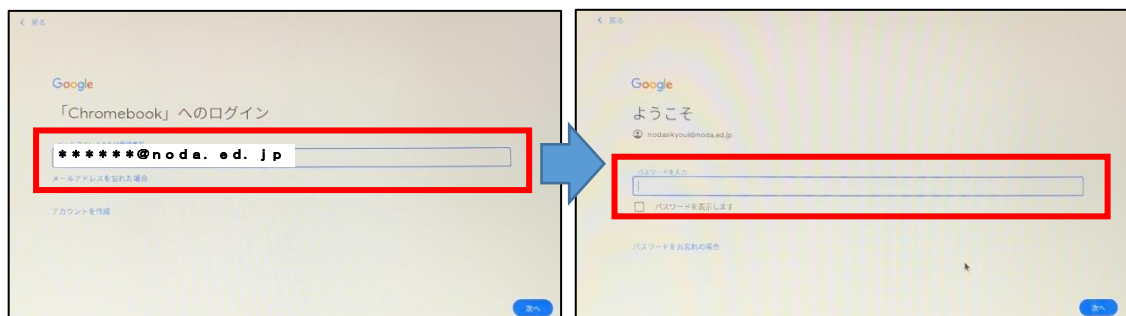 戻る
Google
「Chromebook」へのログイン
******@noda.ed.jp
メールアドレスを忘れた場合
アカウントを作成
次へ
戻る
Google
ようこそ
nodasikyoui@noda.ed.jp
パスワードを入力
パスワードを表示します
パスワードをお忘れの場合
次へ